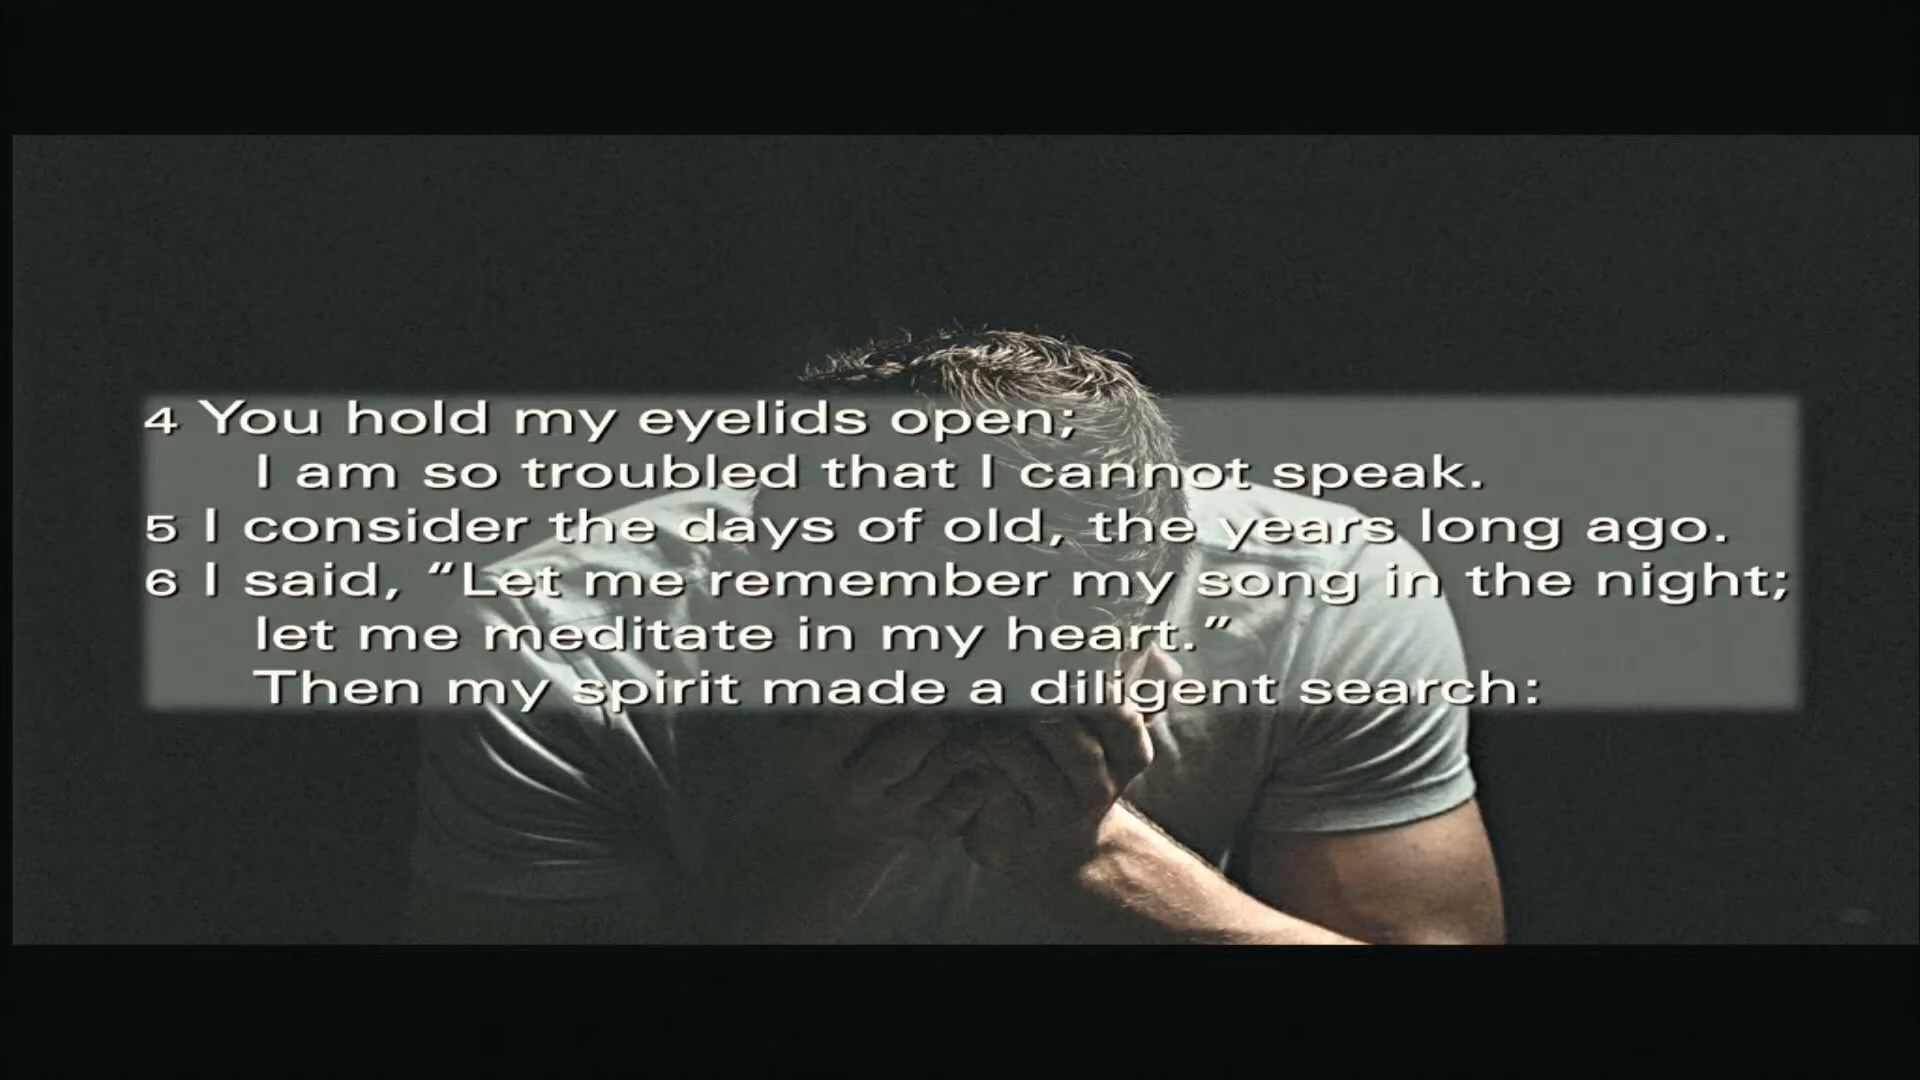 4 You hold my eyelids open;
I am so troubled that I cannot speak.
5 I consider the days of old, the years long ago.
6 I said, “Let me remember my song in the night;
let me meditate in my heart.”
Then my spirit made a diligent search: